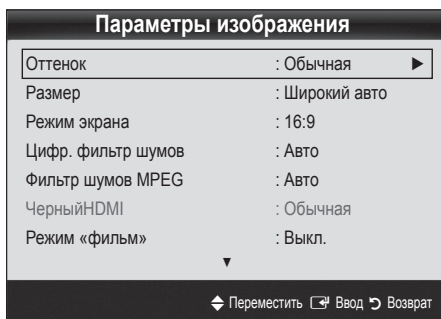 Параметры изображения
Оттенок : Обычная ►
Размер : Широкий авто
Режим экрана : 16:9
Цифр. фильтр шумов : Авто
Фильтр шумов MPEG : Авто
ЧерныйHDMI : Обычная
Режим «фильм» : Выкл.
▼
Переместить Ввод Возврат